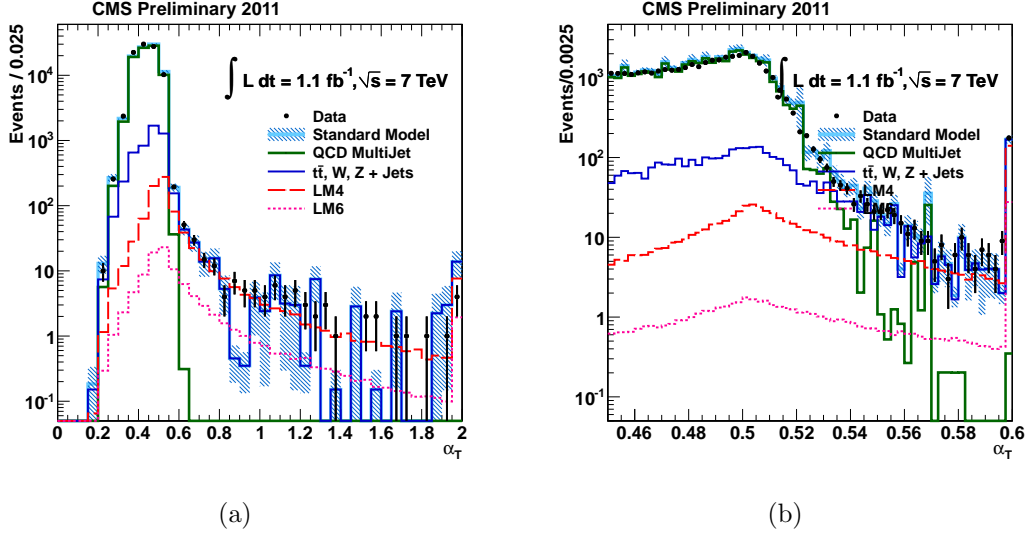 CMS Preliminary 2011
Events / 0.025
10⁴
10³
10²
10
1
10⁻¹
∫ L dt = 1.1 fb⁻¹, √s = 7 TeV
Data
Standard Model
QCD MultiJet
tt̄, W, Z + Jets
LM4
LM6
0 0.2 0.4 0.6 0.8 1 1.2 1.4 1.6 1.8 2
α_T
(a)
CMS Preliminary 2011
Events/0.0025
10³
10²
10
1
10⁻¹
∫ L dt = 1.1 fb⁻¹, √s = 7 TeV
Data
Standard Model
QCD MultiJet
tt̄, W, Z + Jets
LM4
0.46 0.48 0.5 0.52 0.54 0.56 0.58 0.6
α_T
(b)